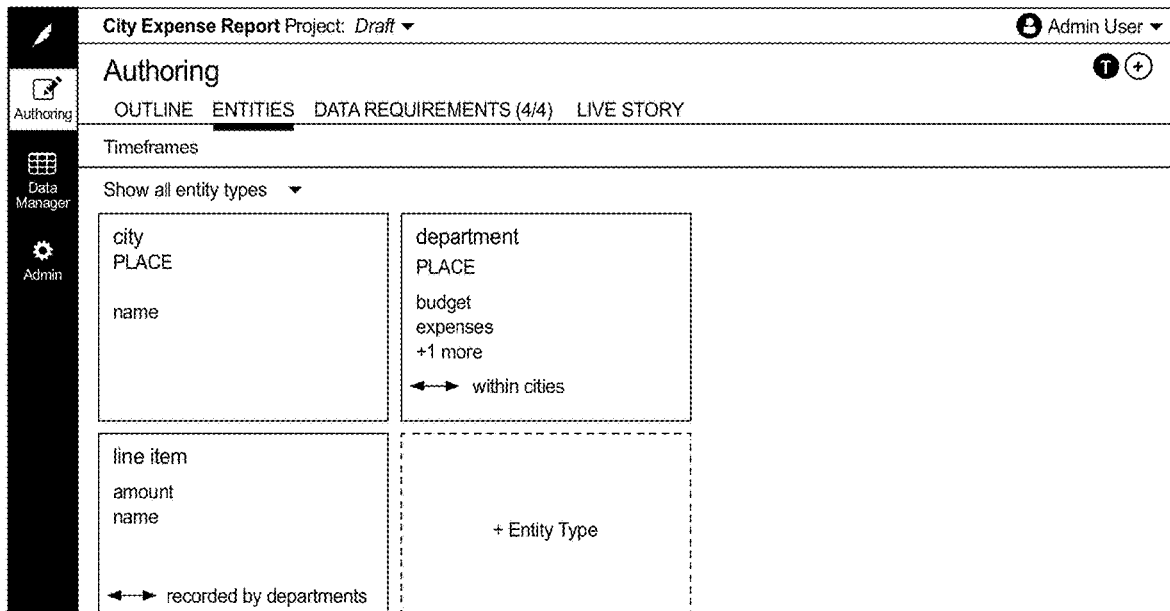 City Expense Report Project: Draft
Admin User
Authoring
T +
OUTLINE ENTITIES DATA REQUIREMENTS (4/4) LIVE STORY
Authoring
Timeframes
Data
Manager
Show all entity types
Admin
city
PLACE
name
department
PLACE
budget
expenses
+1 more
within cities
line item
amount
name
recorded by departments
+ Entity Type